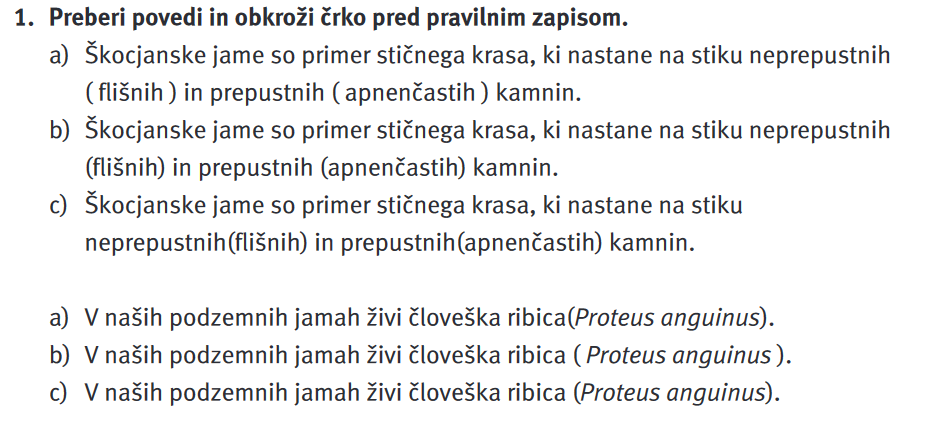 1. Preberi povedi in obkroži črko pred pravilnim zapisom.
a) Škocjanske jame so primer stičnega krasa, ki nastane na stiku neprepustnih
( flišnih ) in prepustnih ( apnenčastih ) kamnin.
b) Škocjanske jame so primer stičnega krasa, ki nastane na stiku neprepustnih
(flišnih) in prepustnih (apnenčastih) kamnin.
c) Škocjanske jame so primer stičnega krasa, ki nastane na stiku
neprepustnih(flišnih) in prepustnih(apnenčastih) kamnin.
a) V naših podzemnih jamah živi človeška ribica(Proteus anguinus).
b) V naših podzemnih jamah živi človeška ribica ( Proteus anguinus ).
c) V naših podzemnih jamah živi človeška ribica (Proteus anguinus).